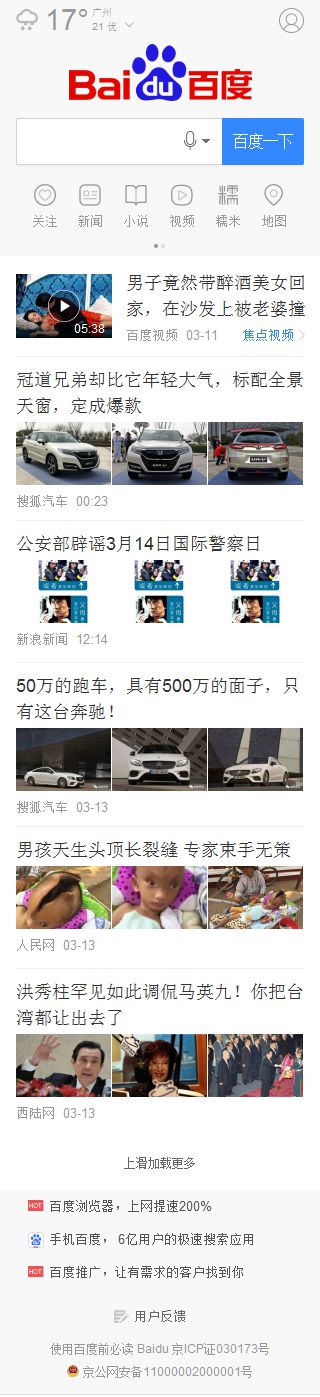 17° 广州
21 优
Bai du 百度
百度一下
关注 新闻 小说 视频 糯米 地图
糯
男子竟然带醉酒美女回
家，在沙发上被老婆撞
05:38
百度视频 03-11 焦点视频
冠道兄弟却比它年轻大气，标配全景
天窗，定成爆款
搜狐汽车 00:23
公安部辟谣3月14日国际警察日
新浪新闻 12:14
50万的跑车，具有500万的面子，只
有这台奔驰！
搜狐汽车 03-13
男孩天生头顶长裂缝 专家束手无策
人民网 03-13
洪秀柱罕见如此调侃马英九！你把台
湾都让出去了
西陆网 03-13
上滑加载更多
HOT 百度浏览器，上网提速200%
手机百度， 6亿用户的极速搜索应用
HOT 百度推广，让有需求的客户找到你
用户反馈
使用百度前必读 Baidu 京ICP证030173号
京公网安备11000002000001号